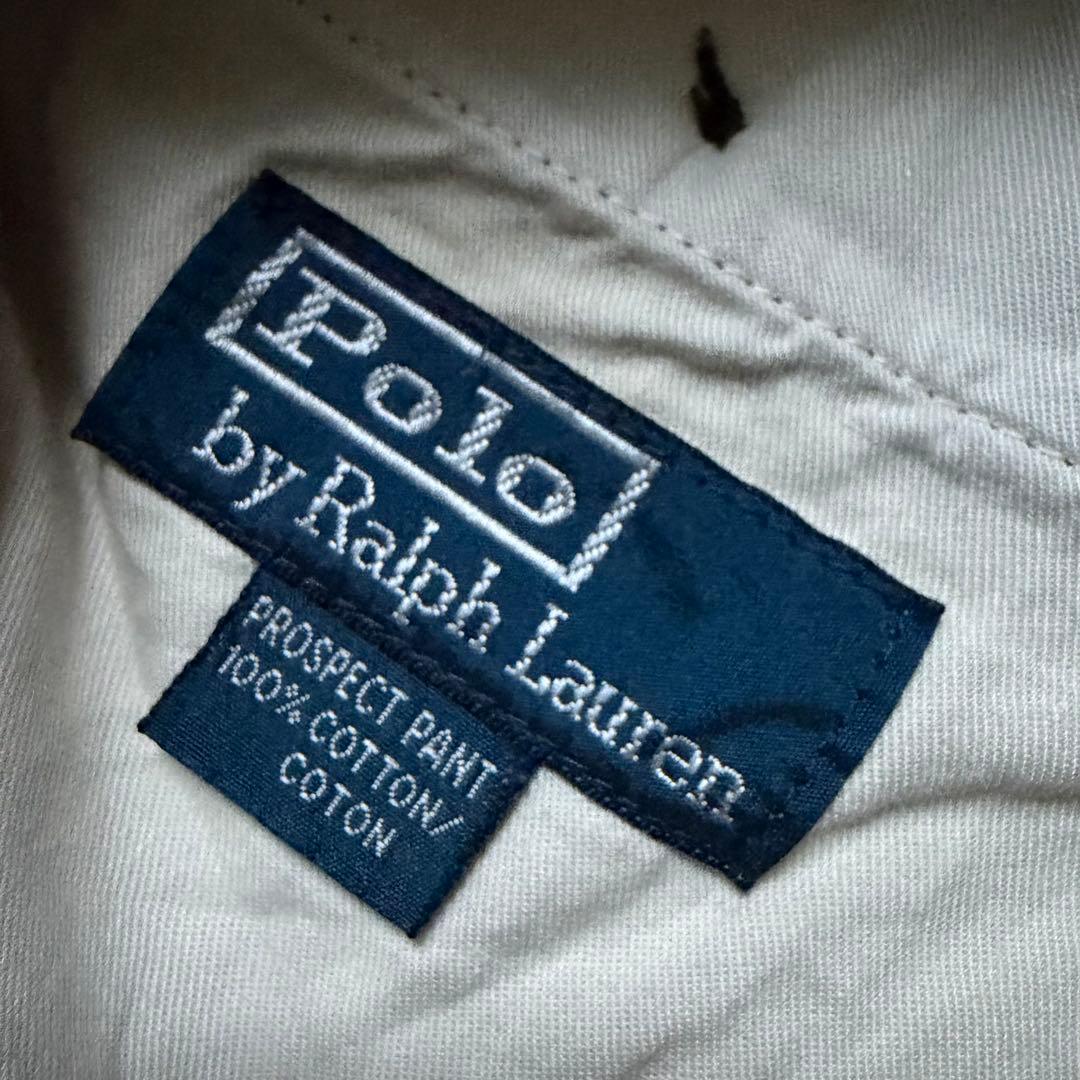 Polo
by Ralph Lauren
PROSPECT PANT
100% COTTON/
COTON